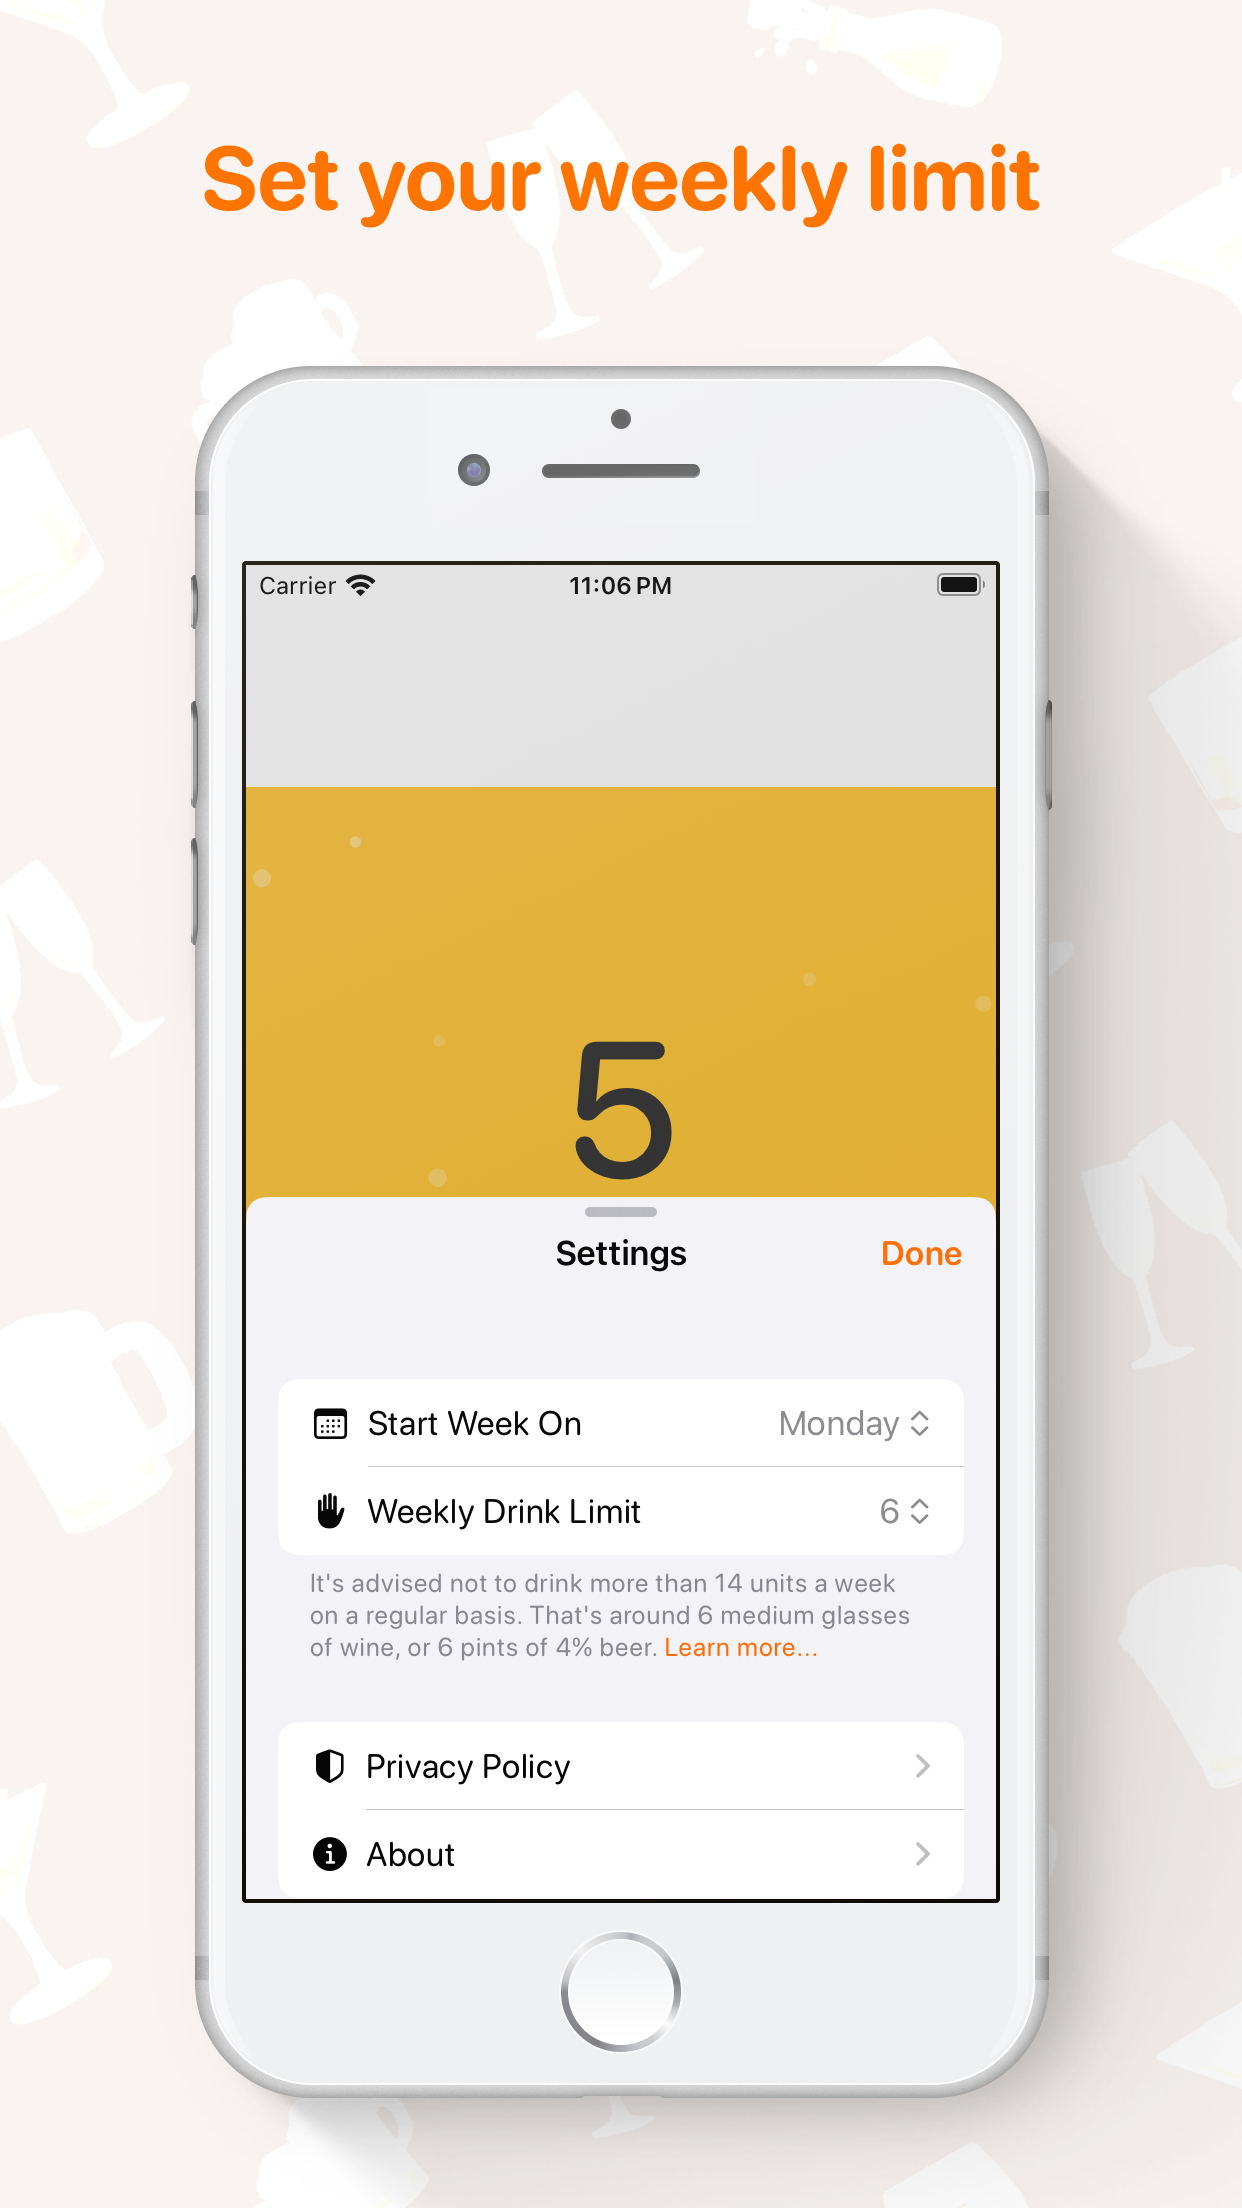 Set your weekly limit
Carrier
11:06 PM
5
Settings
Done
Start Week On
Monday
Weekly Drink Limit
6
It's advised not to drink more than 14 units a week
on a regular basis. That's around 6 medium glasses
of wine, or 6 pints of 4% beer. Learn more...
Privacy Policy
About